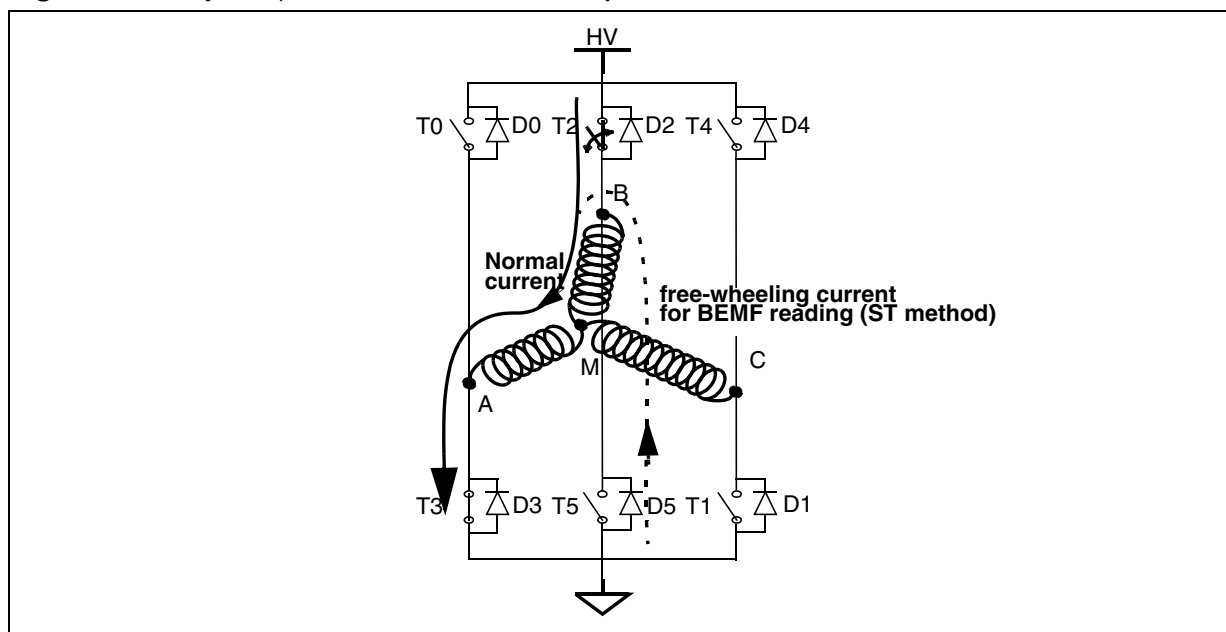 HV
T0 D0 T2 D2 T4 D4
B
Normal
current
free-wheeling current
for BEMF reading (ST method)
C
M
A
T3 D3 T5 D5 T1 D1